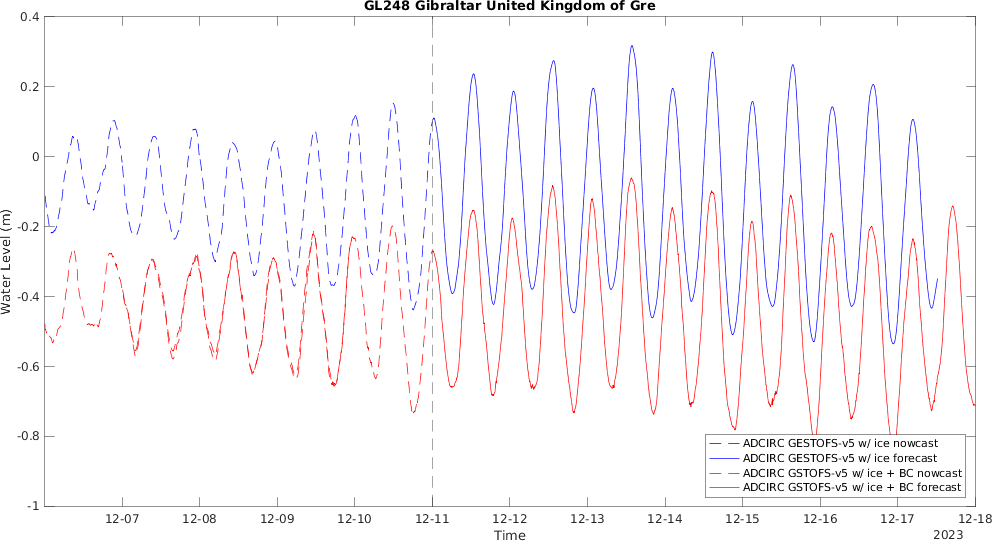 GL248 Gibraltar United Kingdom of Gre
0.4
0.2
0
-0.2
-0.4
-0.6
-0.8
-1
Water Level (m)
12-07 12-08 12-09 12-10 12-11 12-12 12-13 12-14 12-15 12-16 12-17 12-18
Time
2023
ADCIRC GESTOFS-v5 w/ ice nowcast
ADCIRC GESTOFS-v5 w/ ice forecast
ADCIRC GSTOFS-v5 w/ ice + BC nowcast
ADCIRC GSTOFS-v5 w/ ice + BC forecast